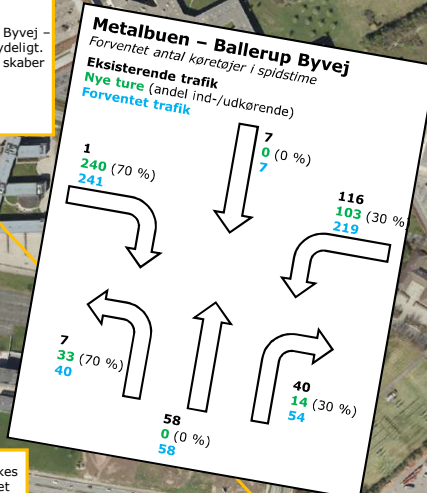 Byvej –
ydeligt.
skaber
Metalbuen – Ballerup Byvej
Forventet antal køretøjer i spidstime
Eksisterende trafik
Nye ture (andel ind-/udkørende)
Forventet trafik
1
240 (70 %)
241
7
0 (0 %)
7
116
103 (30 %
219
7
33 (70 %)
40
58
0 (0 %)
58
40
14 (30 %)
54
kes
et